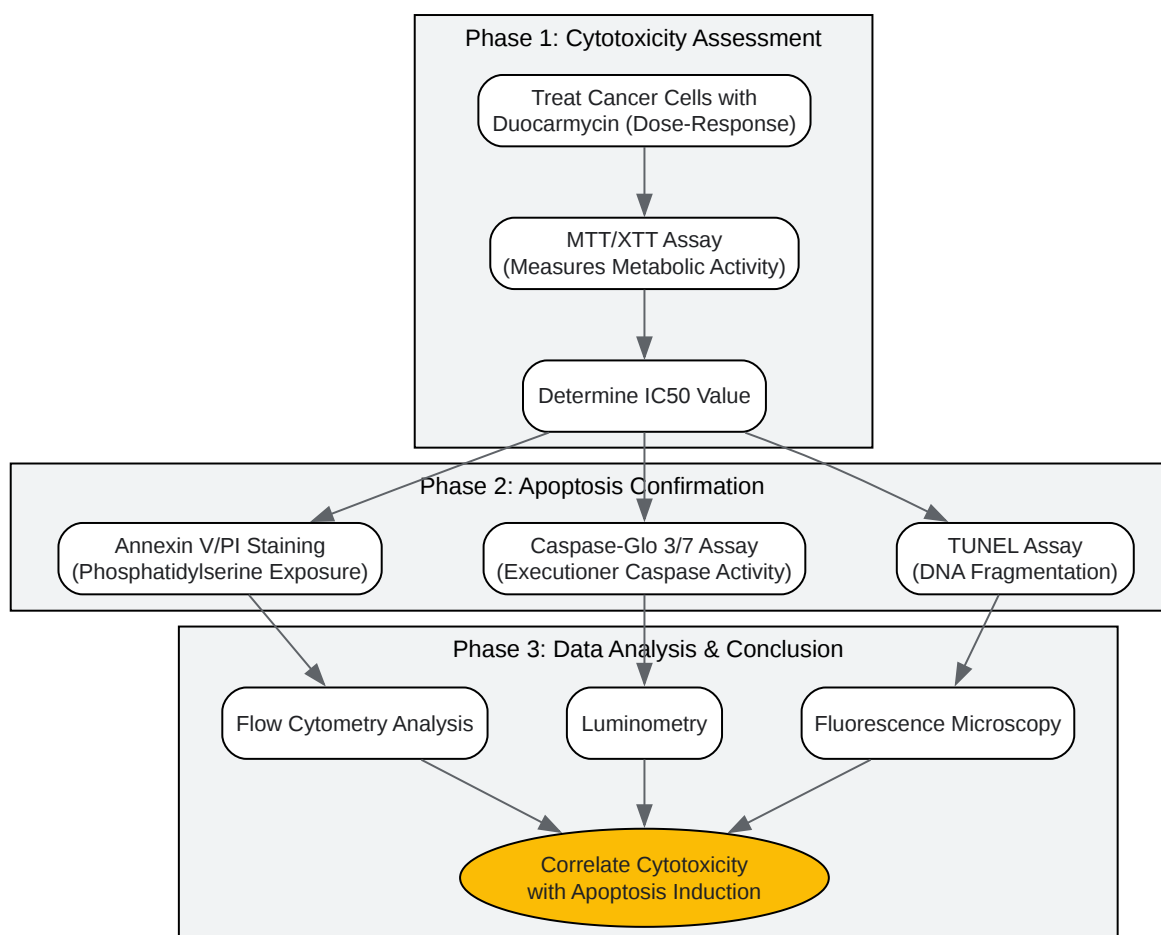 Phase 1: Cytotoxicity Assessment
Treat Cancer Cells with
Duocarmycin (Dose-Response)
MTT/XTT Assay
(Measures Metabolic Activity)
Determine IC50 Value
Phase 2: Apoptosis Confirmation
Annexin V/PI Staining
(Phosphatidylserine Exposure)
Caspase-Glo 3/7 Assay
(Executioner Caspase Activity)
TUNEL Assay
(DNA Fragmentation)
Phase 3: Data Analysis & Conclusion
Flow Cytometry Analysis
Luminometry
Fluorescence Microscopy
Correlate Cytotoxicity
with Apoptosis Induction